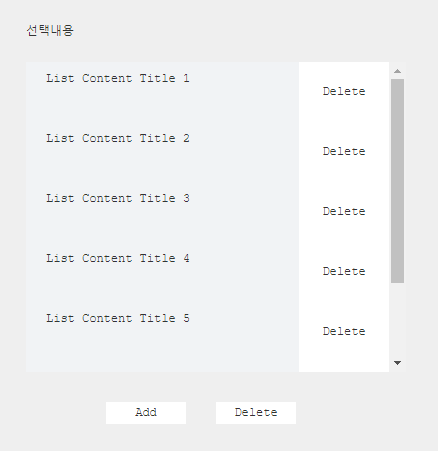 선택내용
List Content Title 1
Delete
List Content Title 2
Delete
List Content Title 3
Delete
List Content Title 4
Delete
List Content Title 5
Delete
Add
Delete